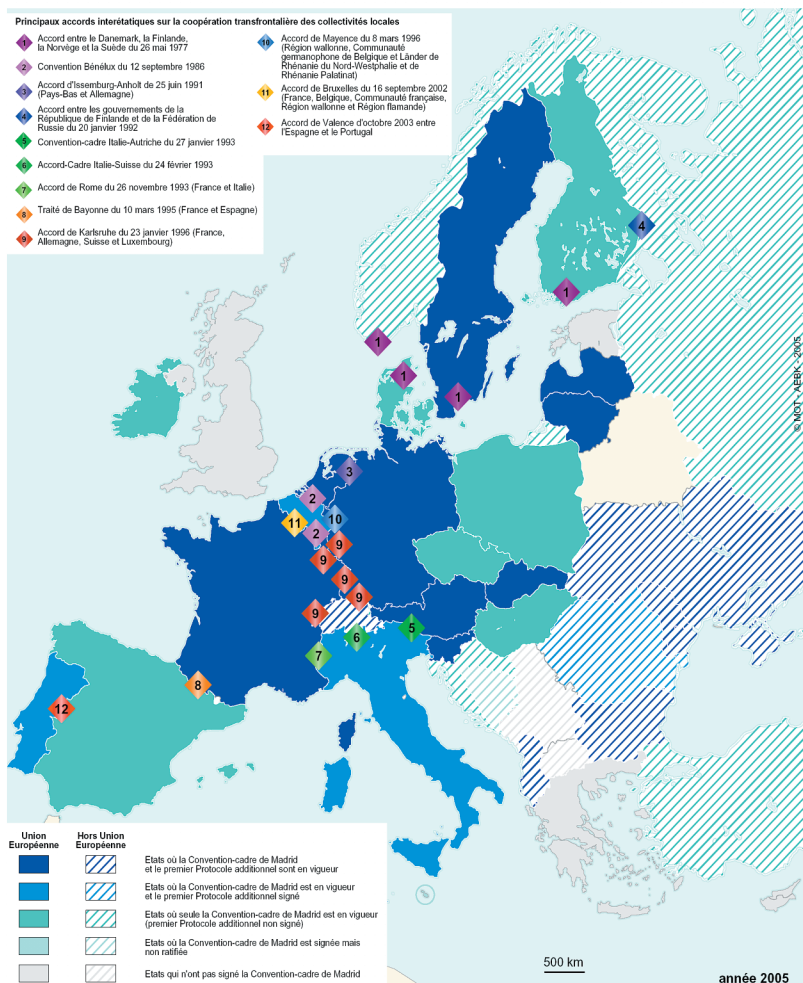 Principaux accords interétatiques sur la coopération transfrontalière des collectivités locales
1
Accord entre le Danemark, la Finlande,
la Norvège et la Suède du 26 mai 1977
2
Convention Bénélux du 12 septembre 1986
3
Accord d'Issemburg-Anholt de 25 juin 1991
(Pays-Bas et Allemagne)
4
Accord entre les gouvernements de la
République de Finlande et de la Fédération de
Russie du 20 janvier 1992
5
Convention-cadre Italie-Autriche du 27 janvier 1993
6
Accord-Cadre Italie-Suisse du 24 février 1993
7
Accord de Rome du 26 novembre 1993 (France et Italie)
8
Traité de Bayonne du 10 mars 1995 (France et Espagne)
9
Accord de Karlsruhe du 23 janvier 1996 (France,
Allemagne, Suisse et Luxembourg)
10
Accord de Mayence du 8 mars 1996
(Région wallonne, Communauté
germanophone de Belgique et Länder de
Rhénanie du Nord-Westphalie et de
Rhénanie Palatinat)
11
Accord de Bruxelles du 16 septembre 2002
(France, Belgique, Communauté française,
Région wallonne et Région flamande)
12
Accord de Valence d'octobre 2003 entre
l'Espagne et le Portugal
4
1
1
1
1
3
2
11
10
2
9
9
9
9
9
5
6
7
8
12
© MOT - AEBK - 2005
Union
Européenne
Hors Union
Européenne
Etats où la Convention-cadre de Madrid
et le premier Protocole additionnel sont en vigueur
Etats où la Convention-cadre de Madrid est en vigueur
et le premier Protocole additionnel signé
Etats où seule la Convention-cadre de Madrid est en vigueur
(premier Protocole additionnel non signé)
Etats où la Convention-cadre de Madrid est signée mais
non ratifiée
Etats qui n'ont pas signé la Convention-cadre de Madrid
500 km
année 2005